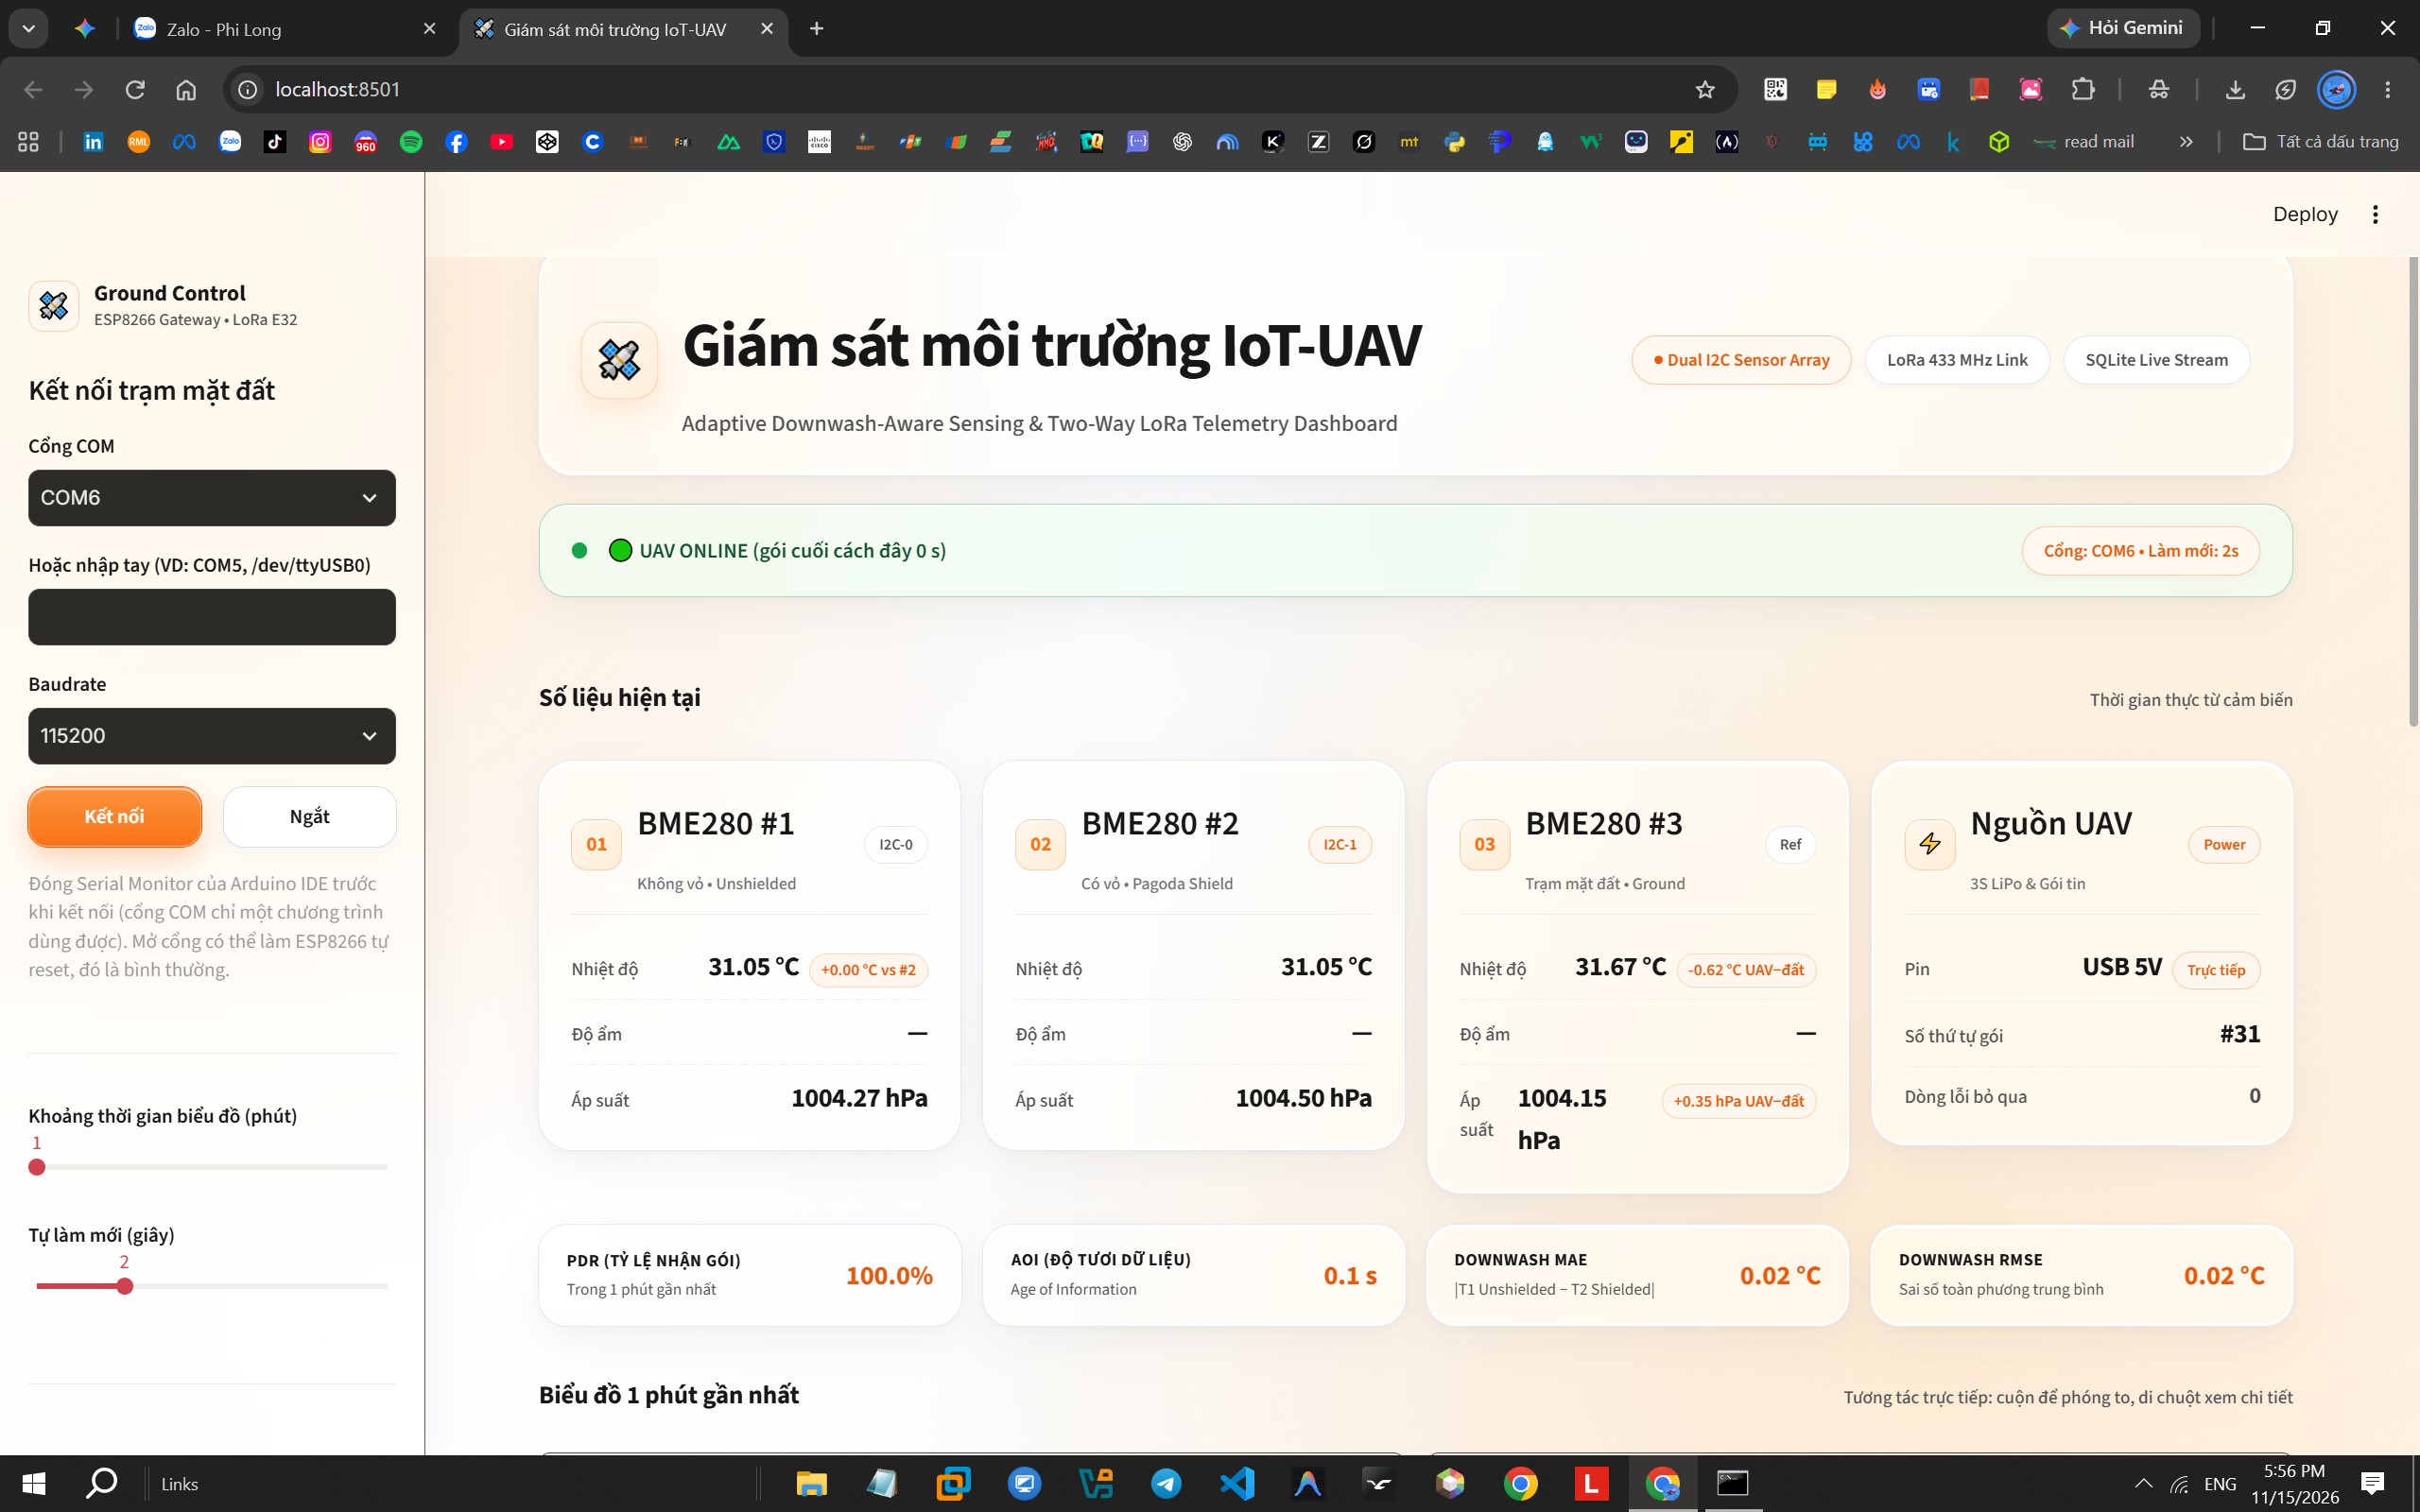 Zalo - Phi Long
Giám sát môi trường IoT-UAV
Hỏi Gemini
localhost:8501
read mail
Tất cả dấu trang
Deploy
Ground Control
ESP8266 Gateway • LoRa E32
Kết nối trạm mặt đất
Cổng COM
COM6
Hoặc nhập tay (VD: COM5, /dev/ttyUSB0)
Baudrate
115200
Kết nối
Ngắt
Đóng Serial Monitor của Arduino IDE trước
khi kết nối (cổng COM chỉ một chương trình
dùng được). Mở cổng có thể làm ESP8266 tự
reset, đó là bình thường.
Khoảng thời gian biểu đồ (phút)
1
Tự làm mới (giây)
2
Giám sát môi trường IoT-UAV
Adaptive Downwash-Aware Sensing & Two-Way LoRa Telemetry Dashboard
Dual I2C Sensor Array
LoRa 433 MHz Link
SQLite Live Stream
UAV ONLINE (gói cuối cách đây 0 s)
Cổng: COM6 • Làm mới: 2s
Số liệu hiện tại
Thời gian thực từ cảm biến
01
BME280 #1
I2C-0
Không vỏ • Unshielded
Nhiệt độ
31.05 °C
+0.00 °C vs #2
Độ ẩm
—
Áp suất
1004.27 hPa
02
BME280 #2
I2C-1
Có vỏ • Pagoda Shield
Nhiệt độ
31.05 °C
Độ ẩm
—
Áp suất
1004.50 hPa
03
BME280 #3
Ref
Trạm mặt đất • Ground
Nhiệt độ
31.67 °C
-0.62 °C UAV−đất
Độ ẩm
—
Áp
suất
1004.15
hPa
+0.35 hPa UAV−đất
Nguồn UAV
Power
3S LiPo & Gói tin
Pin
USB 5V
Trực tiếp
Số thứ tự gói
#31
Dòng lỗi bỏ qua
0
PDR (TỶ LỆ NHẬN GÓI)
Trong 1 phút gần nhất
100.0%
AOI (ĐỘ TƯƠI DỮ LIỆU)
Age of Information
0.1 s
DOWNWASH MAE
|T1 Unshielded − T2 Shielded|
0.02 °C
DOWNWASH RMSE
Sai số toàn phương trung bình
0.02 °C
Biểu đồ 1 phút gần nhất
Tương tác trực tiếp: cuộn để phóng to, di chuột xem chi tiết
Links
ENG
5:56 PM
11/15/2026